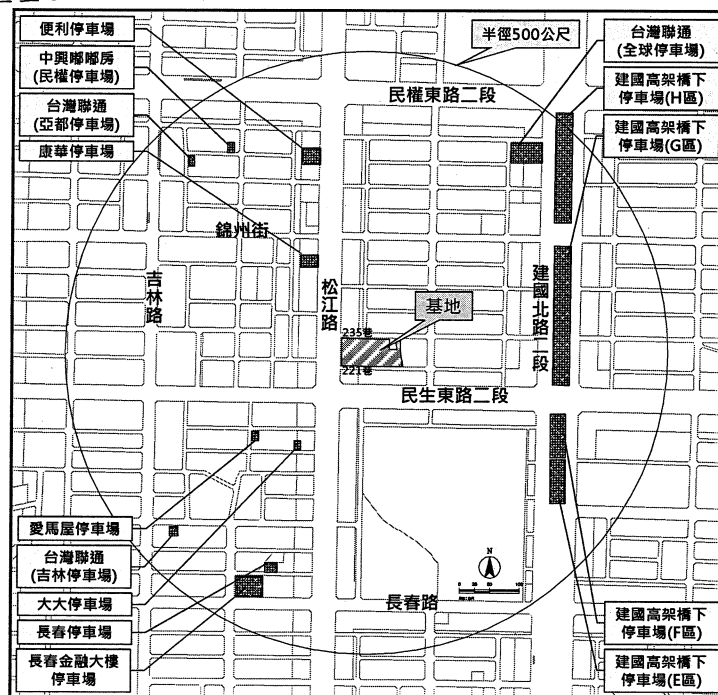 便利停車場
中興嘟嘟房
(民權停車場)
台灣聯通
(亞都停車場)
康華停車場
半徑500公尺
台灣聯通
(全球停車場)
建國高架橋下
停車場(H區)
建國高架橋下
停車場(G區)
民權東路二段
錦州街
吉林路
松江路
建國北路二段
基地
235巷
221巷
民生東路二段
長春路
N
愛馬屋停車場
台灣聯通
(吉林停車場)
大大停車場
長春停車場
長春金融大樓
停車場
建國高架橋下
停車場(F區)
建國高架橋下
停車場(E區)